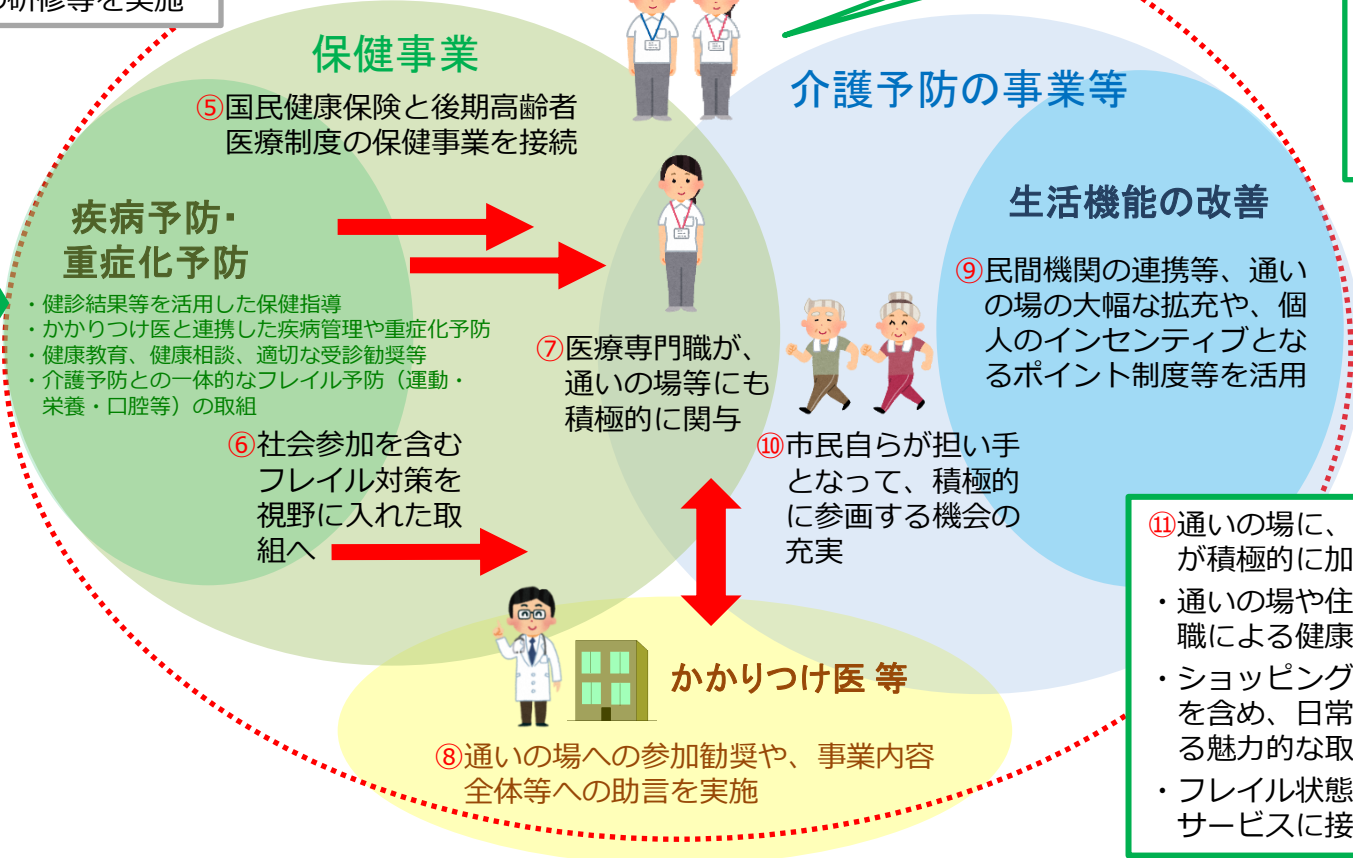 の研修等を実施
保健事業
⑤国民健康保険と後期高齢者
医療制度の保健事業を接続
介護予防の事業等
疾病予防・
重症化予防
・健診結果等を活用した保健指導
・かかりつけ医と連携した疾病管理や重症化予防
・健康教育、健康相談、適切な受診勧奨等
・介護予防との一体的なフレイル予防（運動・
栄養・口腔等）の取組
⑥社会参加を含む
フレイル対策を
視野に入れた取
組へ
⑦医療専門職が、
通いの場等にも
積極的に関与
生活機能の改善
⑨民間機関の連携等、通い
の場の大幅な拡充や、個
人のインセンティブとな
るポイント制度等を活用
⑩市民自らが担い手
となって、積極的
に参画する機会の
充実
かかりつけ医 等
⑧通いの場への参加勧奨や、事業内容
全体等への助言を実施
⑪通いの場に、
が積極的に加
・通いの場や住
職による健康
・ショッピング
を含め、日常
る魅力的な取
・フレイル状態
サービスに接